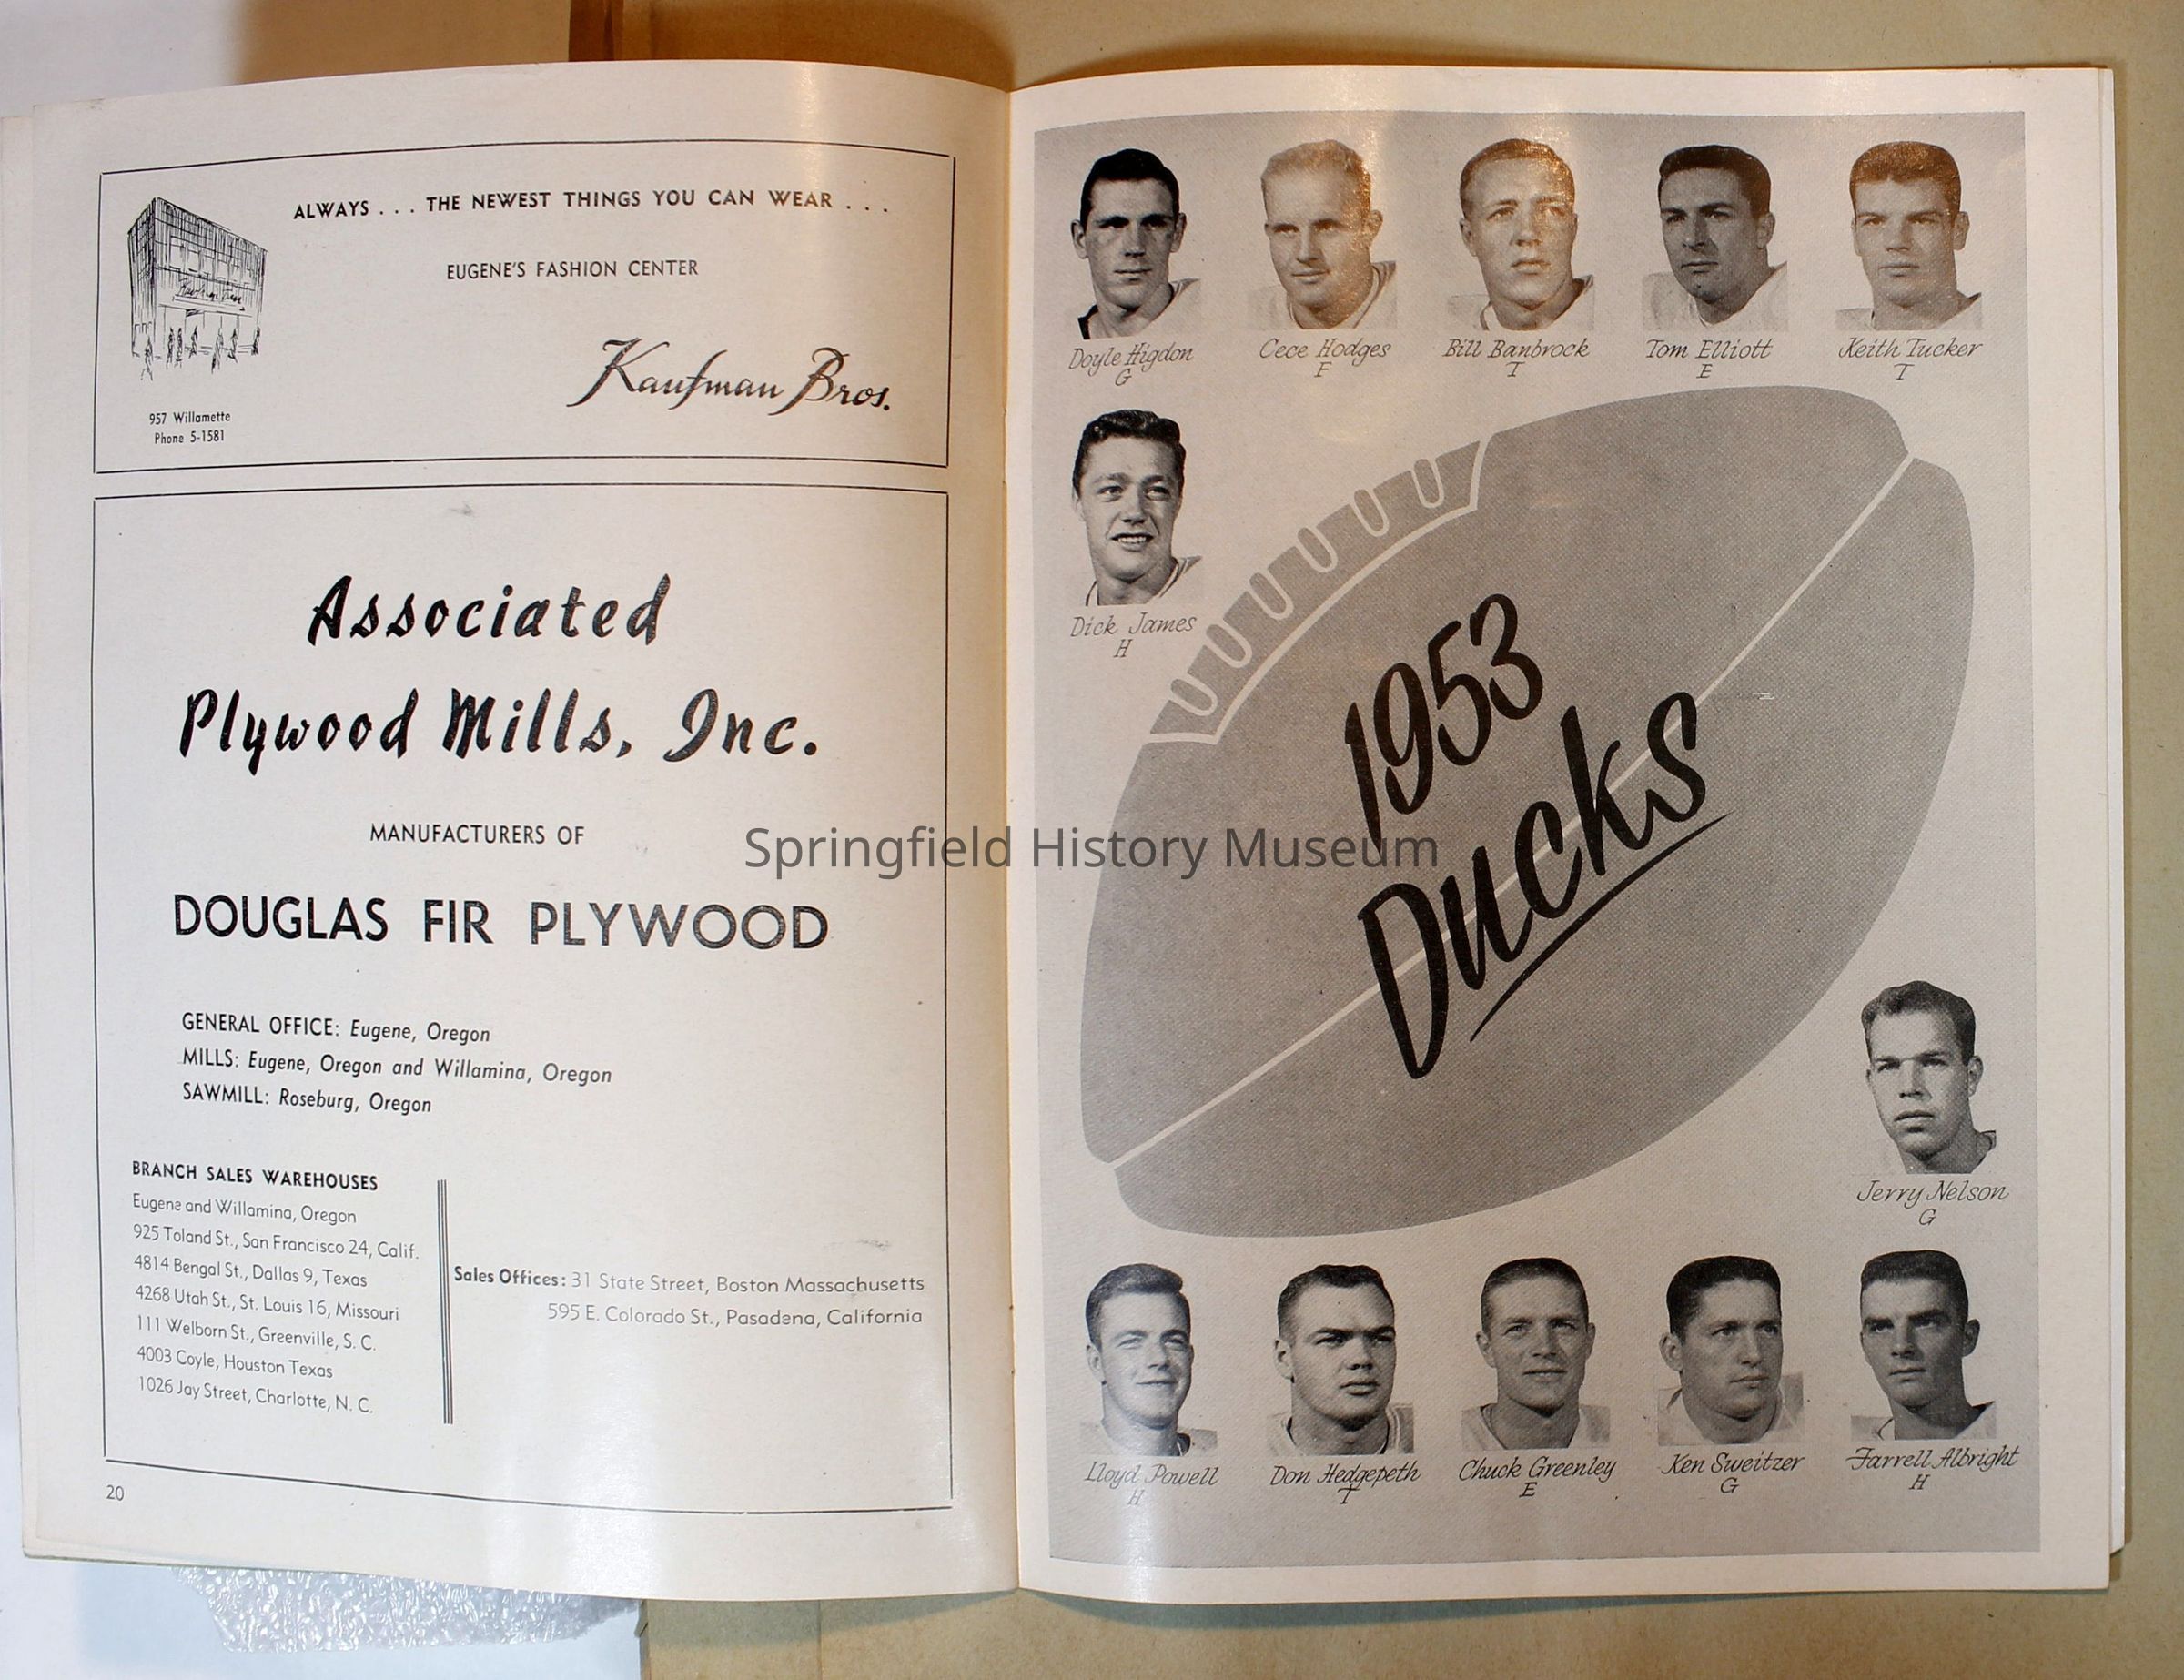 ALWAYS . . . THE NEWEST THINGS YOU CAN WEAR . . .
EUGENE'S FASHION CENTER
Kaufman Bros.
957 Willamette
Phone 5-1581
Associated
Plywood Mills, Inc.
MANUFACTURERS OF
DOUGLAS FIR PLYWOOD
GENERAL OFFICE: Eugene, Oregon
MILLS: Eugene, Oregon and Willamina, Oregon
SAWMILL: Roseburg, Oregon
BRANCH SALES WAREHOUSES
Eugene and Willamina, Oregon
925 Toland St., San Francisco 24, Calif.
4814 Bengal St., Dallas 9, Texas
4268 Utah St., St. Louis 16, Missouri
111 Welborn St., Greenville, S. C.
4003 Coyle, Houston Texas
1026 Jay Street, Charlotte, N. C.
Sales Offices: 31 State Street, Boston Massachusetts
595 E. Colorado St., Pasadena, California
20
Doyle Higdon
G
Cece Hodges
F
Bill Banbrock
T
Tom Elliott
E
Keith Tucker
T
Dick James
H
1953
Ducks
Jerry Nelson
G
Lloyd Powell
H
Don Hedgepeth
T
Chuck Greenley
E
Ken Sweitzer
G
Farrell Albright
H
Springfield History Museum